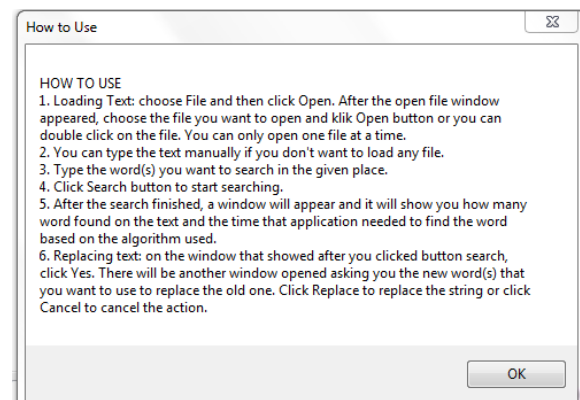 How to Use
HOW TO USE
1. Loading Text: choose File and then click Open. After the open file window
appeared, choose the file you want to open and klik Open button or you can
double click on the file. You can only open one file at a time.
2. You can type the text manually if you don't want to load any file.
3. Type the word(s) you want to search in the given place.
4. Click Search button to start searching.
5. After the search finished, a window will appear and it will show you how many
word found on the text and the time that application needed to find the word
based on the algorithm used.
6. Replacing text: on the window that showed after you clicked button search,
click Yes. There will be another window opened asking you the new word(s) that
you want to use to replace the old one. Click Replace to replace the string or click
Cancel to cancel the action.
OK